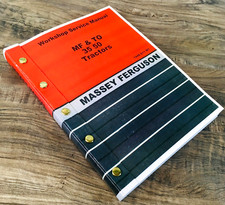 Workshop Service Manual
MF & TO
35 50
Tractors
MASSEY FERGUSON